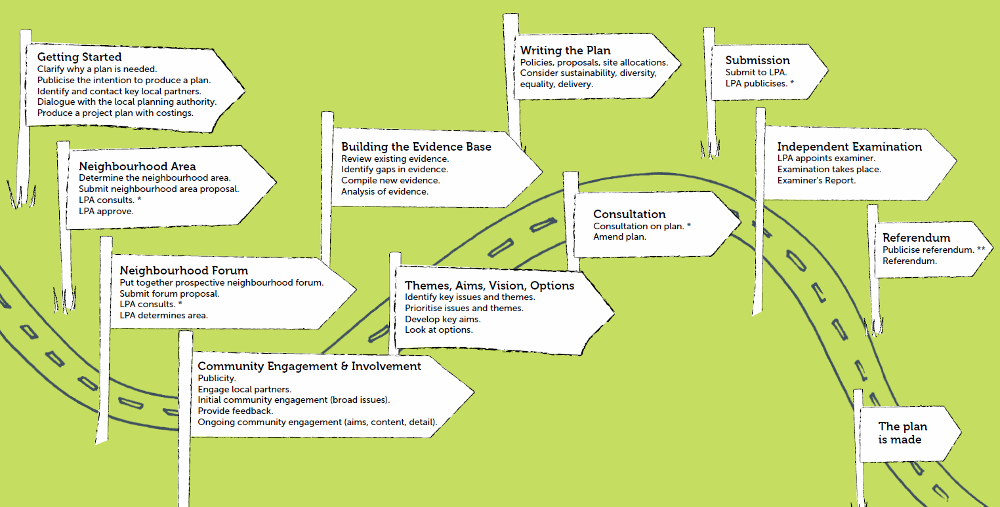 Getting Started
Clarify why a plan is needed.
Publicise the intention to produce a plan.
Identify and contact key local partners.
Dialogue with the local planning authority.
Produce a project plan with costings.
Neighbourhood Area
Determine the neighbourhood area.
Submit neighbourhood area proposal.
LPA consults. *
LPA approve.
Neighbourhood Forum
Put together prospective neighbourhood forum.
Submit forum proposal.
LPA consults. *
LPA determines area.
Community Engagement & Involvement
Publicity.
Engage local partners.
Initial community engagement (broad issues).
Provide feedback.
Ongoing community engagement (aims, content, detail).
Building the Evidence Base
Review existing evidence.
Identify gaps in evidence.
Compile new evidence.
Analysis of evidence.
Themes, Aims, Vision, Options
Identify key issues and themes.
Prioritise issues and themes.
Develop key aims.
Look at options.
Writing the Plan
Policies, proposals, site allocations.
Consider sustainability, diversity,
equality, delivery.
Consultation
Consultation on plan. *
Amend plan.
Submission
Submit to LPA.
LPA publicises. *
Independent Examination
LPA appoints examiner.
Examination takes place.
Examiner's Report.
Referendum
Publicise referendum. **
Referendum.
The plan
is made